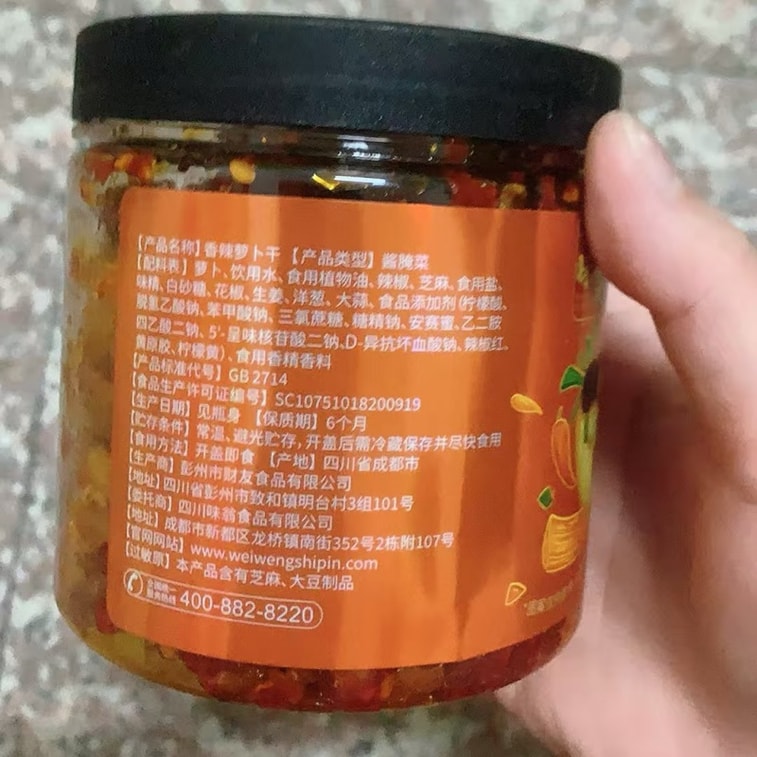 【产品名称】香辣萝卜干 【产品类型】酱腌菜
【配料表】萝卜、饮用水、食用植物油、辣椒、芝麻、食用盐、
味精、白砂糖、花椒、生姜、洋葱、大蒜、食品添加剂(柠檬酸、
脱氢乙酸钠、苯甲酸钠、三氯蔗糖、糖精钠、安赛蜜、乙二胺
四乙酸二钠、5'-呈味核苷酸二钠、D-异抗坏血酸钠、辣椒红、
黄原胶、柠檬黄)、食用香精香料
【产品标准代号】GB 2714
【食品生产许可证编号】SC10751018200919
【生产日期】见瓶身 【保质期】6个月
【贮存条件】常温、避光贮存,开盖后需冷藏保存并尽快食用
【食用方法】开盖即食 【产地】四川省成都市
【生产商】彭州市财友食品有限公司
【地址】四川省彭州市致和镇明台村3组101号
【委托商】四川味翁食品有限公司
【地址】成都市新都区龙桥镇南街352号2栋附107号
【官网网站】www.weiwengshipin.com
【过敏原】本产品含有芝麻、大豆制品
全国统一
服务热线 400-882-8220